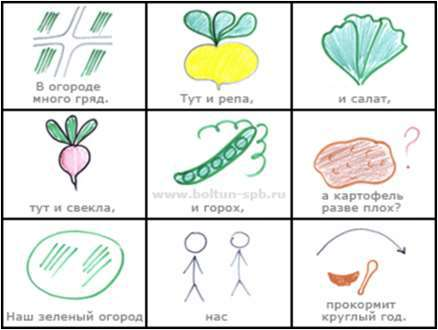 В огороде
много гряд.
Тут и репа,
и салат,
тут и свекла,
и горох,
www.boltun-spb.ru
?
а картофель
разве плох?
Наш зеленый огород
нас
прокормит
круглый год.